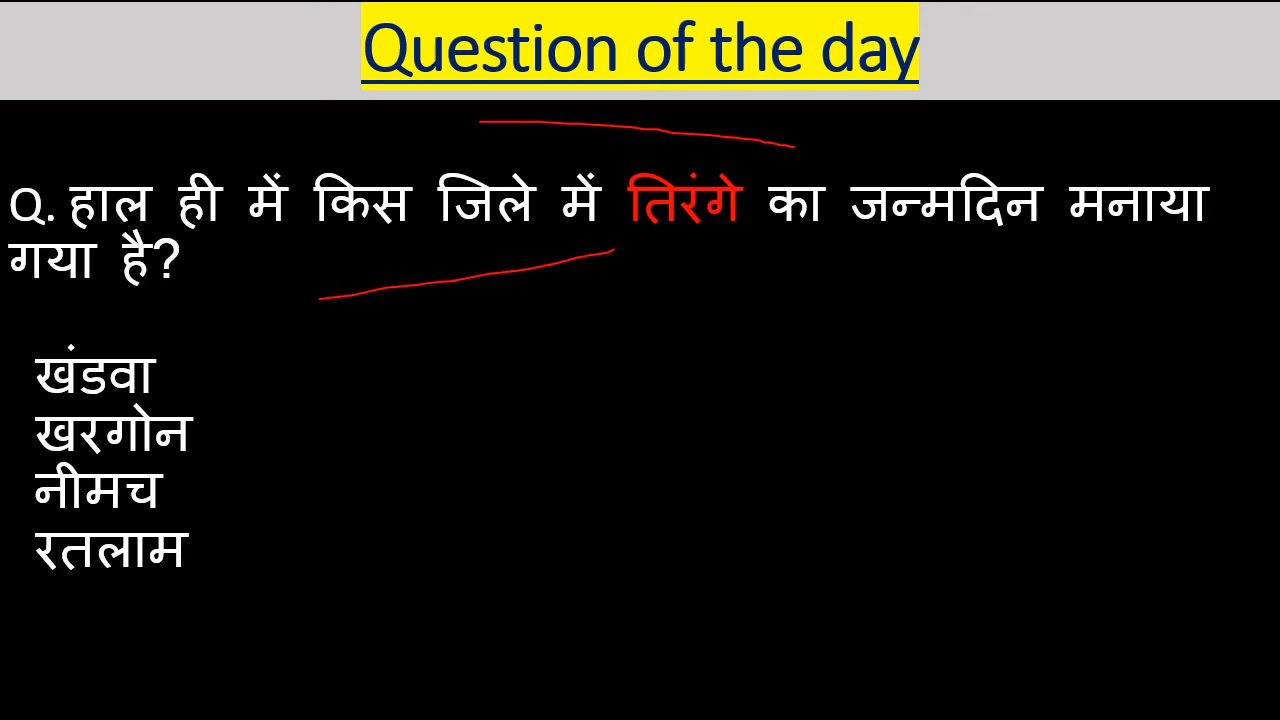 Question of the day
Q. हाल ही में किस जिले में तिरंगे का जन्मदिन मनाया
गया है?
खंडवा
खरगोन
नीमच
रतलाम